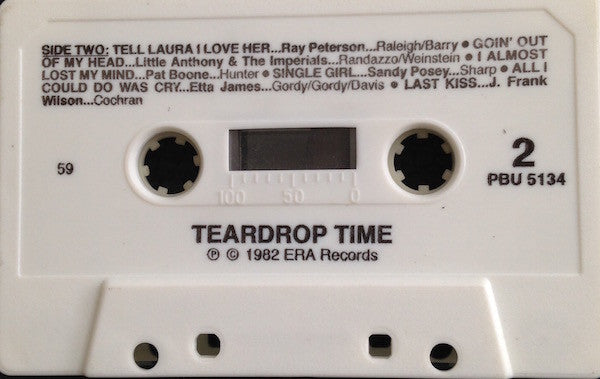 SIDE TWO: TELL LAURA I LOVE HER...Ray Peterson...Raleigh/Barry • GOIN' OUT
OF MY HEAD...Little Anthony & The Imperials...Randazzo/Weinstein • I ALMOST
LOST MY MIND...Pat Boone...Hunter • SINGLE GIRL...Sandy Posey...Sharp • ALL I
COULD DO WAS CRY...Etta James...Gordy/Gordy/Davis • LAST KISS...J. Frank
Wilson...Cochran
59
100 50 0
2
PBU 5134
TEARDROP TIME
℗ © 1982 ERA Records